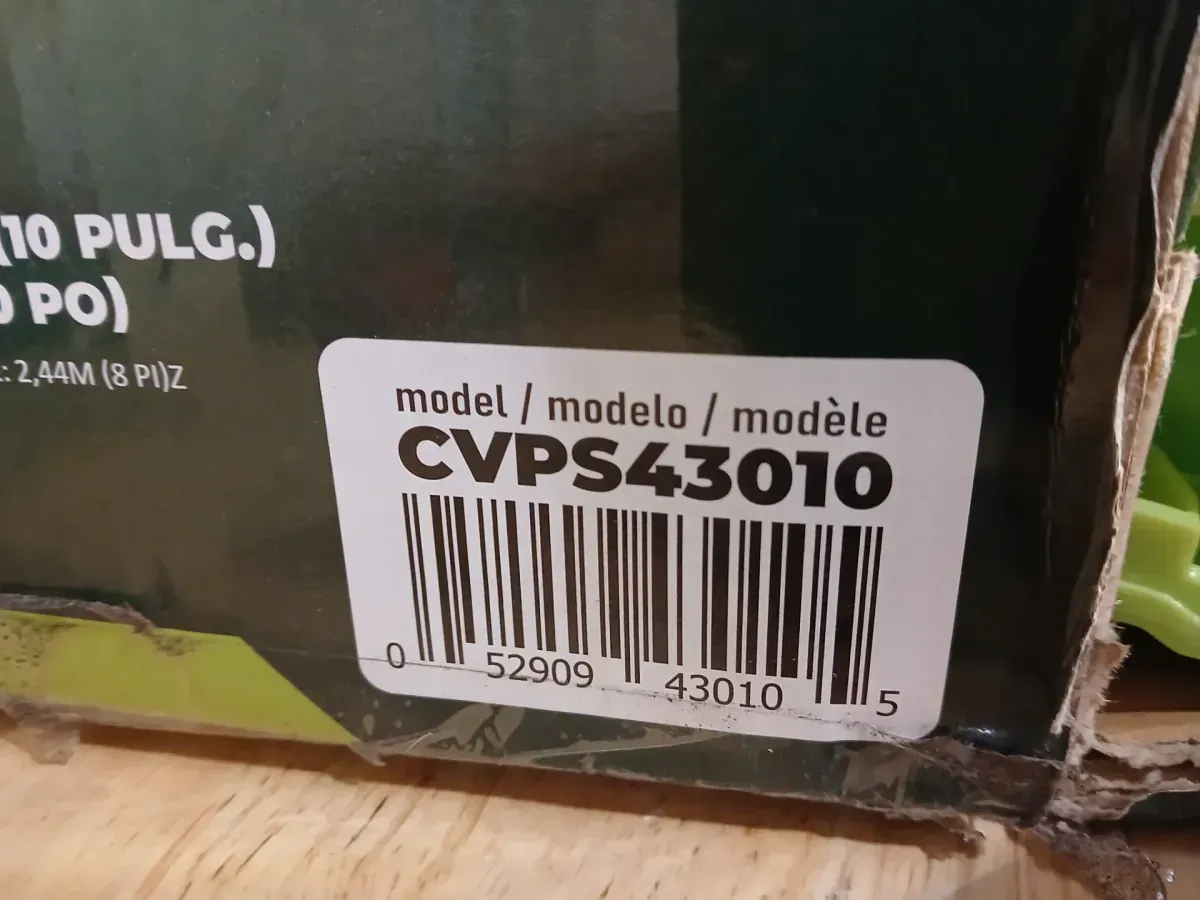 (10 PULG.)
PO)
: 2,44M (8 PI)Z
model / modelo / modèle
CVPS43010
0 52909 43010 5